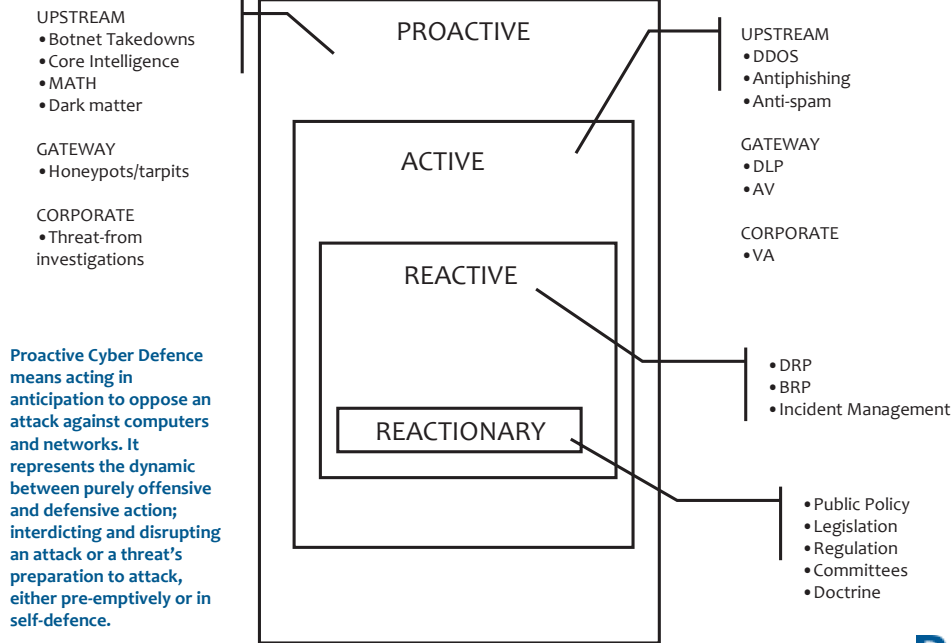 UPSTREAM
•Botnet Takedowns
•Core Intelligence
•MATH
•Dark matter
GATEWAY
•Honeypots/tarpits
CORPORATE
•Threat-from
investigations
Proactive Cyber Defence
means acting in
anticipation to oppose an
attack against computers
and networks. It
represents the dynamic
between purely offensive
and defensive action;
interdicting and disrupting
an attack or a threat's
preparation to attack,
either pre-emptively or in
self-defence.
PROACTIVE
ACTIVE
REACTIVE
REACTIONARY
UPSTREAM
•DDOS
•Antiphishing
•Anti-spam
GATEWAY
•DLP
•AV
CORPORATE
•VA
•DRP
•BRP
•Incident Management
•Public Policy
•Legislation
•Regulation
•Committees
•Doctrine